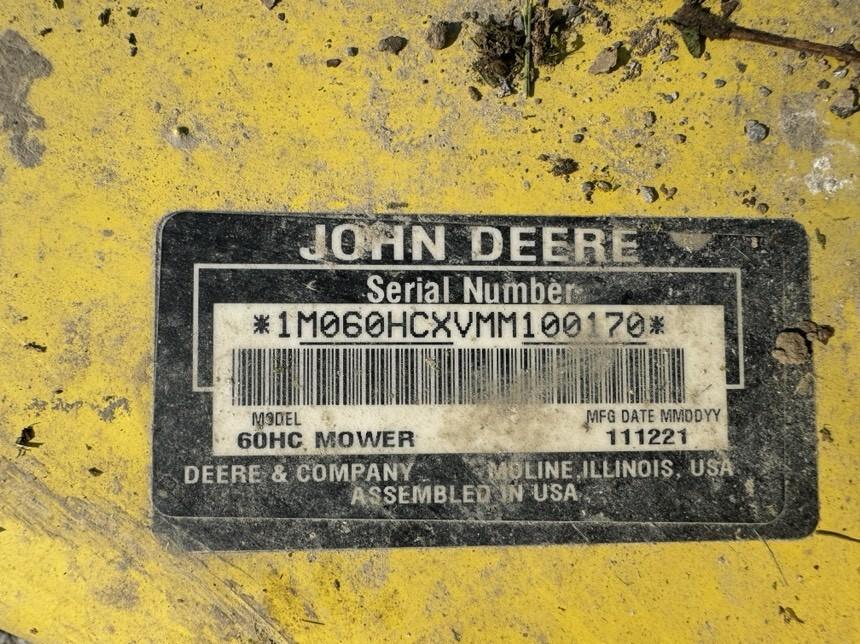 JOHN DEERE
Serial Number
*1M060HCXVMM100170*
MODEL MFG DATE MMDDYY
60HC MOWER 111221
DEERE & COMPANY MOLINE, ILLINOIS, USA
ASSEMBLED IN USA